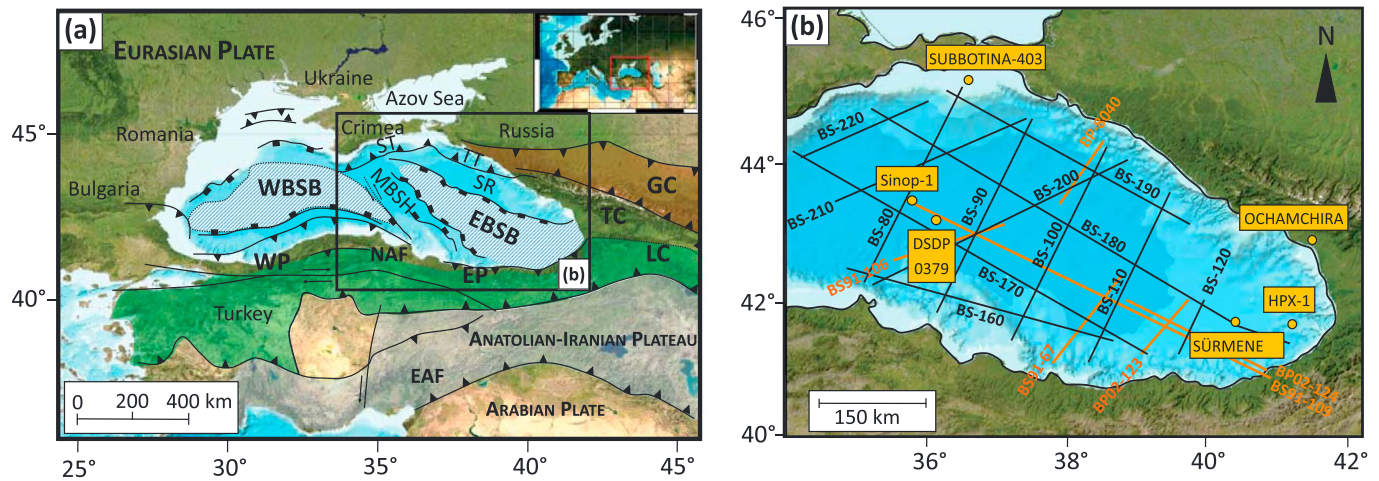 (a)
EURASIAN PLATE
Ukraine
Azov Sea
Romania
Crimea
Russia
ST
TT
Bulgaria
WBSB
MBSH
SR
GC
EBSB
TC
WP
NAF
EP
LC
(b)
Turkey
ANATOLIAN-IRANIAN PLATEAU
EAF
ARABIAN PLATE
0 200 400 km
45°
40°
25° 30° 35° 40° 45°
(b)
N
SUBBOTINA-403
BS-220
BP-8040
BS-190
Sinop-1
BS-200
BS-90
BS-210
BS-80
OCHAMCHIRA
DSDP
0379
BS-100
BS-180
BS91-106
BS-110
BS-120
BS-170
HPX-1
BS-160
SÜRMENE
BS91-67
BP02-123
BP02-124
BS91-109
150 km
46°
44°
42°
40°
36° 38° 40° 42°